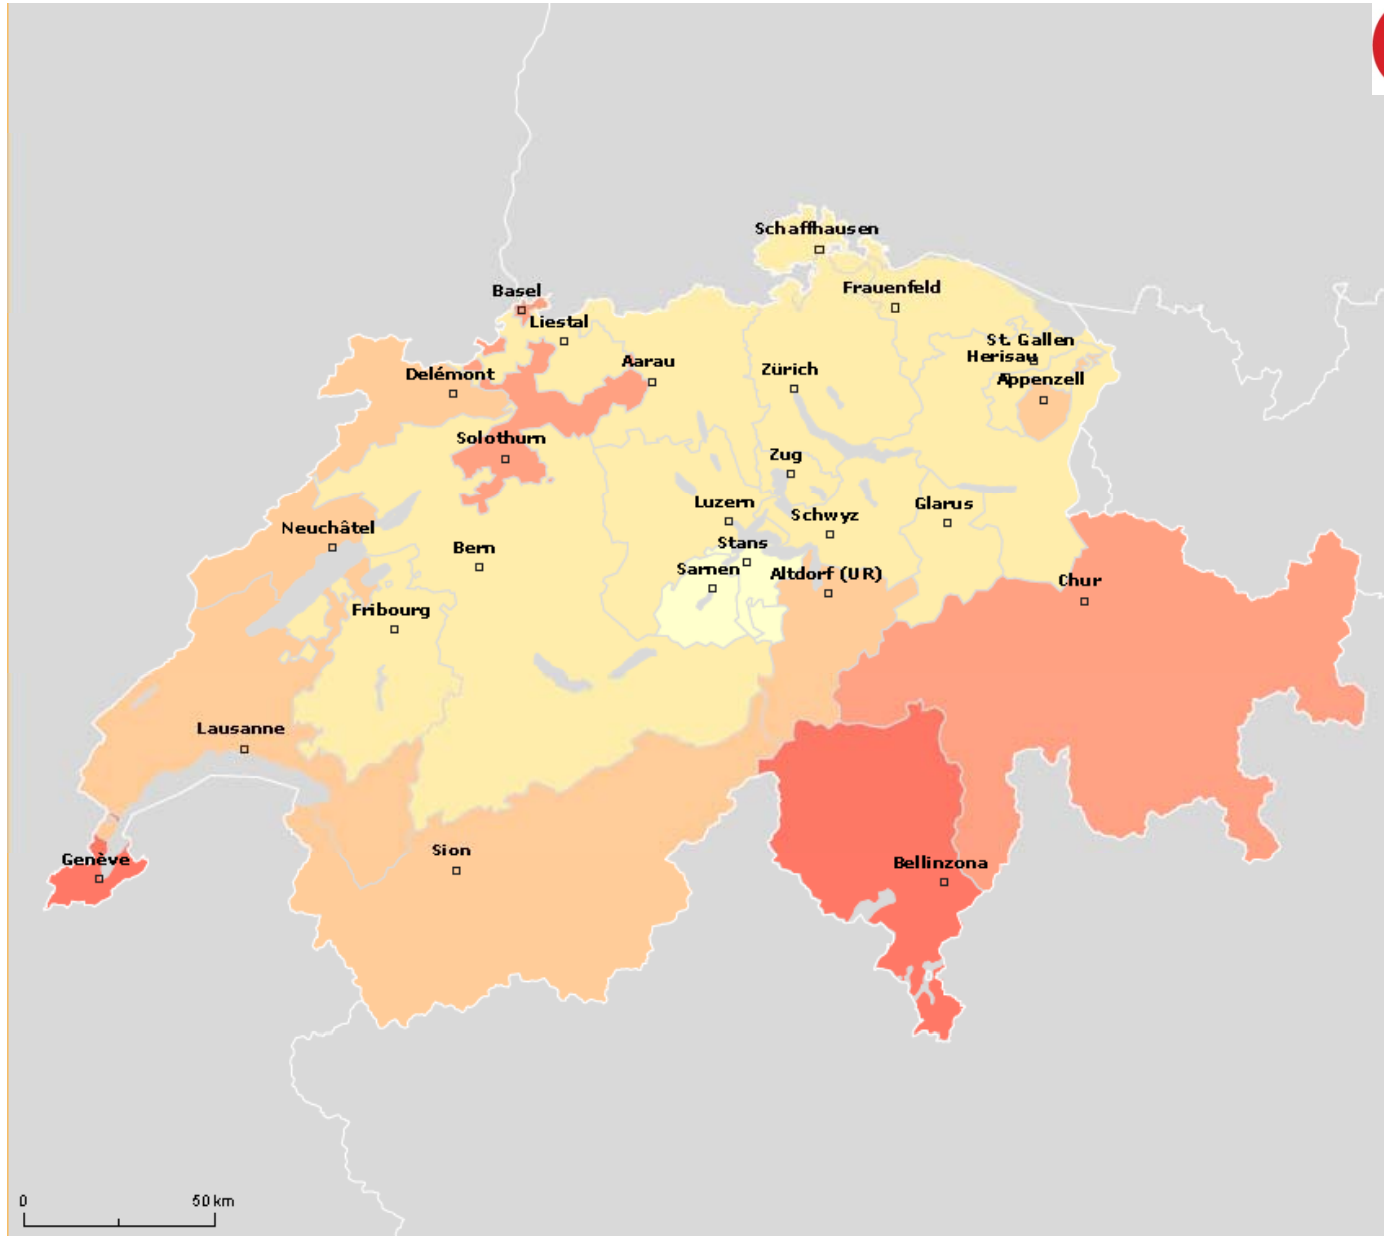 Schaffhausen
Frauenfeld
Basel
Liestal
St. Gallen
Herisau
Aarau
Zürich
Delémont
Appenzell
Solothurn
Zug
Luzern
Glarus
Schwyz
Neuchâtel
Stans
Bern
Sarnen
Altdorf (UR)
Chur
Fribourg
Lausanne
Sion
Genève
Bellinzona
0
50 km